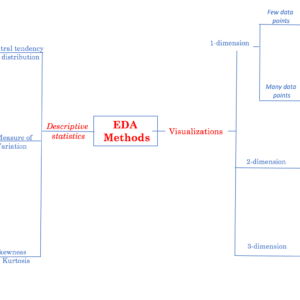 Few data
points
1-dimension
tral tendency
distribution
Many data
points
EDA
Methods
Descriptive
statistics
Visualizations
Measure of
ariation
2-dimension
3-dimension
kewness
Kurtosis